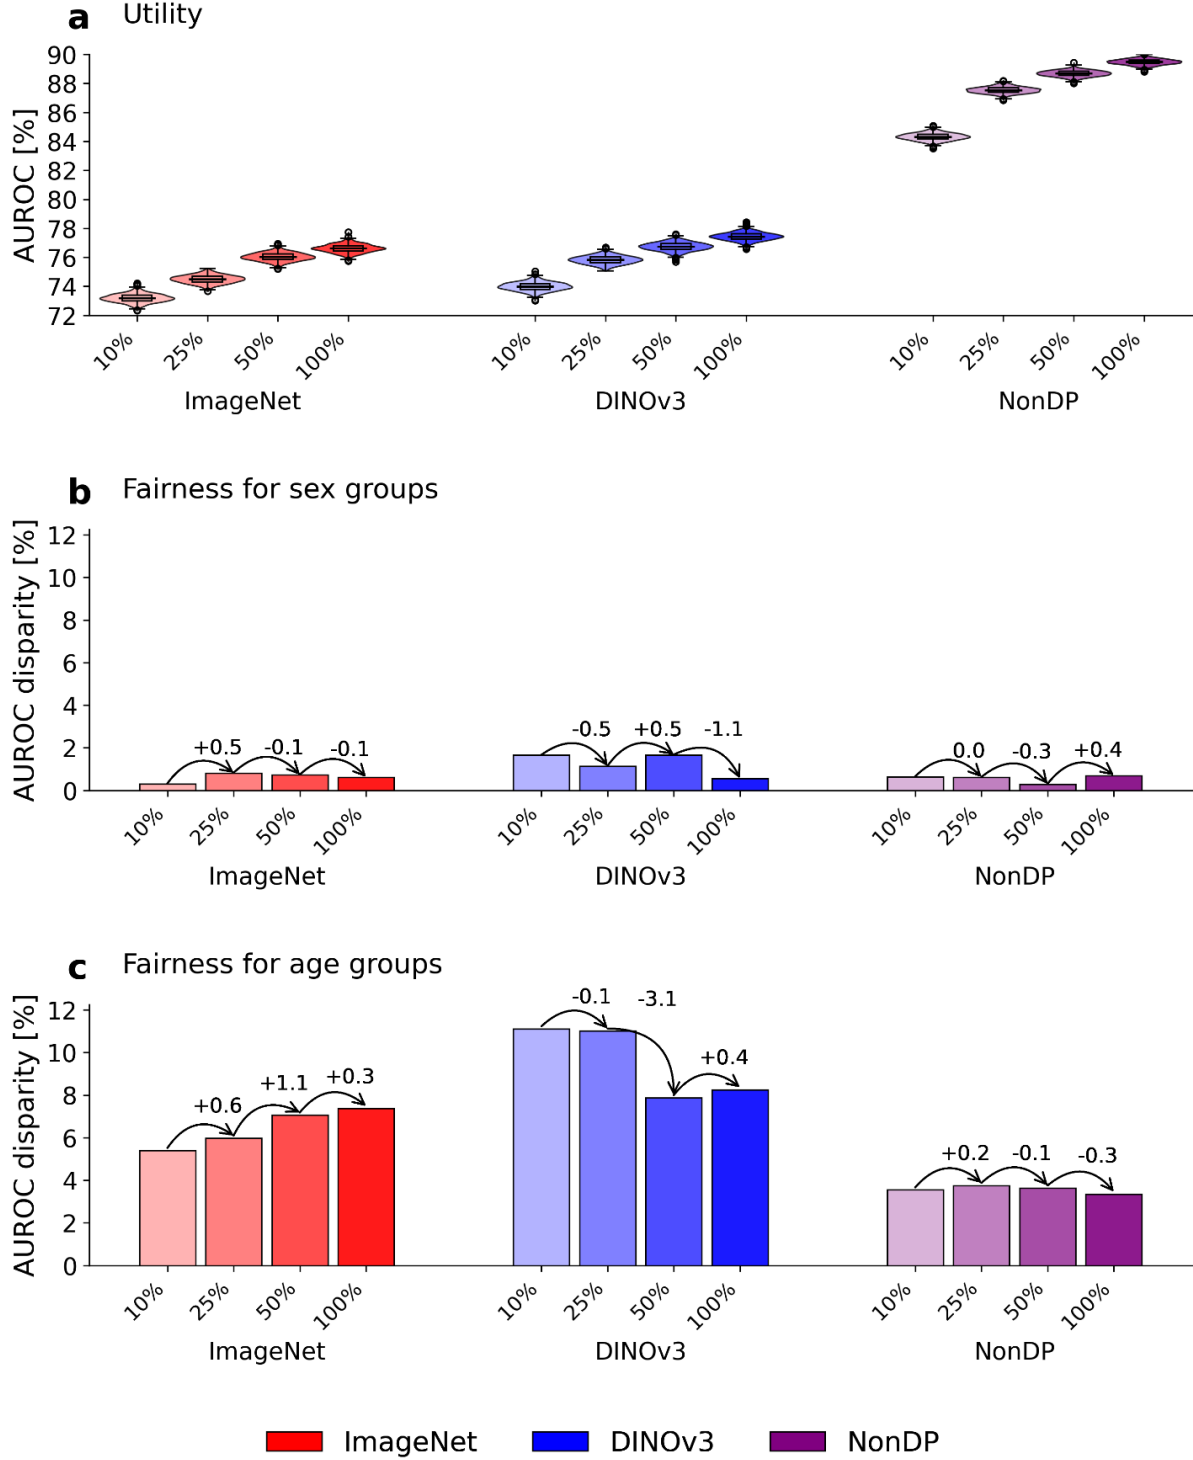 a Utility
AUROC [%]
90
88
86
84
82
80
78
76
74
72
10% 25% 50% 100% 10% 25% 50% 100% 10% 25% 50% 100%
ImageNet DINOv3 NonDP
b Fairness for sex groups
AUROC disparity [%]
12
10
8
6
4
2
0
+0.5 -0.1 -0.1 -0.5 +0.5 -1.1 0.0 -0.3 +0.4
10% 25% 50% 100% 10% 25% 50% 100% 10% 25% 50% 100%
ImageNet DINOv3 NonDP
c Fairness for age groups
AUROC disparity [%]
12
10
8
6
4
2
0
+0.6 +1.1 +0.3 -0.1 -3.1 +0.4 +0.2 -0.1 -0.3
10% 25% 50% 100% 10% 25% 50% 100% 10% 25% 50% 100%
ImageNet DINOv3 NonDP
ImageNet DINOv3 NonDP